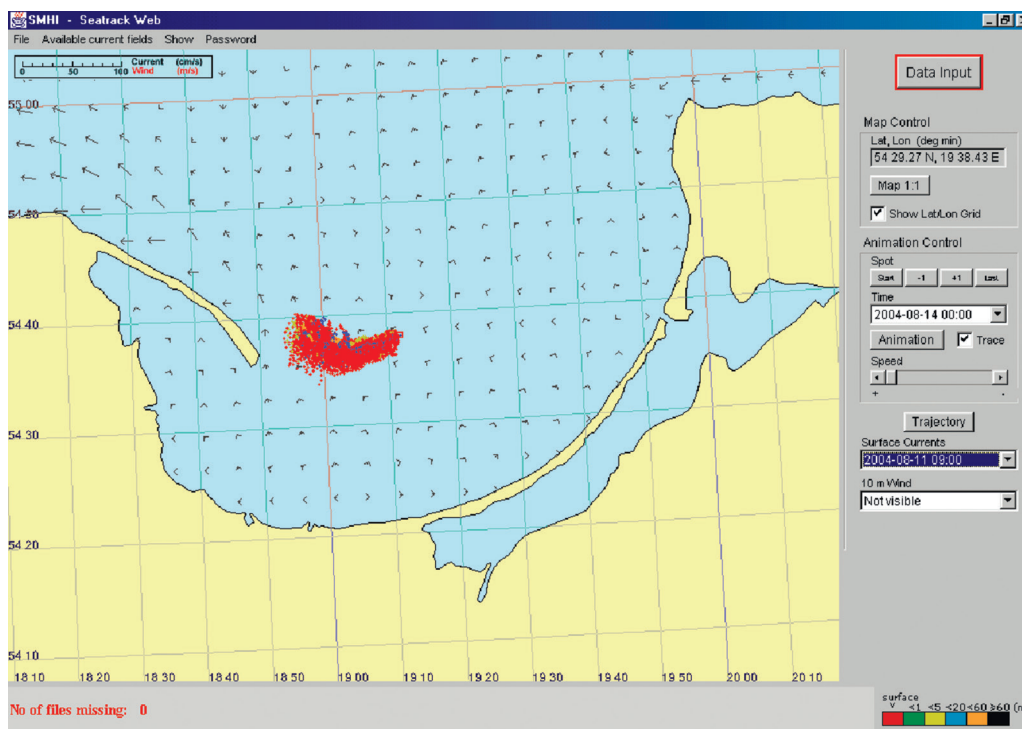 SMHI - Seatrack Web
File Available current fields Show Password
Current (cm/s)
0 50 100 Wind (m/s)
55 00
54 50
54 40
54 30
54 20
54 10
18 10 18 20 18 30 18 40 18 50 19 00 19 10 19 20 19 30 19 40 19 50 20 00 20 10
No of files missing: 0
Data Input
Map Control
Lat, Lon (deg min)
54 29.27 N, 19 38.43 E
Map 1:1
Show Lat/Lon Grid
Animation Control
Spot
Start -1 +1 Last
Time
2004-08-14 00:00
Animation Trace
Speed
+ -
Trajectory
Surface Currents
2004-08-11 09:00
10 m Wind
Not visible
surface
v <1 <5 <20 <60 ≥60 (m